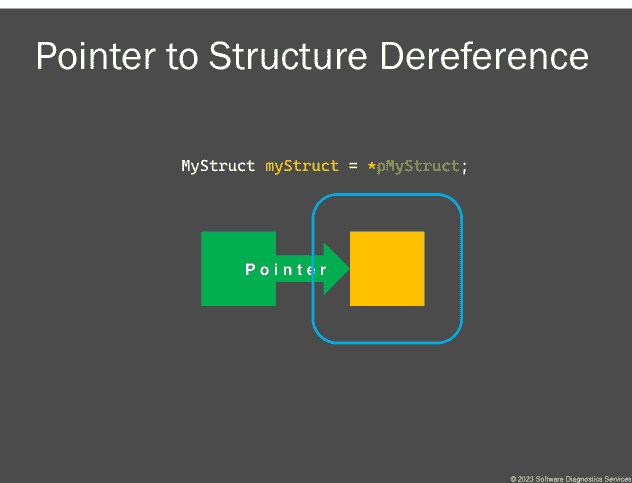 Pointer to Structure Dereference
MyStruct myStruct = *pMyStruct;
Pointer
© 2023 Software Diagnostics Services